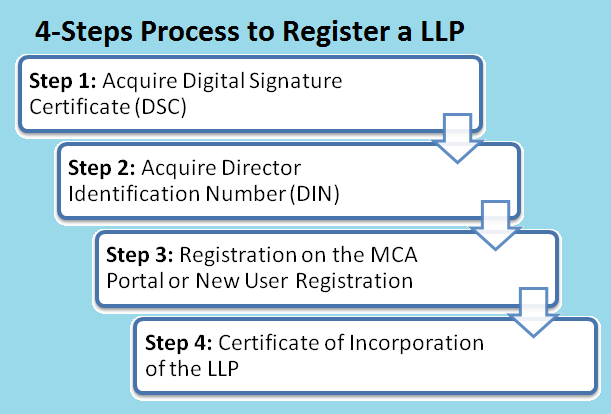 4-Steps Process to Register a LLP
Step 1: Acquire Digital Signature
Certificate (DSC)
Step 2: Acquire Director
Identification Number (DIN)
Step 3: Registration on the MCA
Portal or New User Registration
Step 4: Certificate of Incorporation
of the LLP